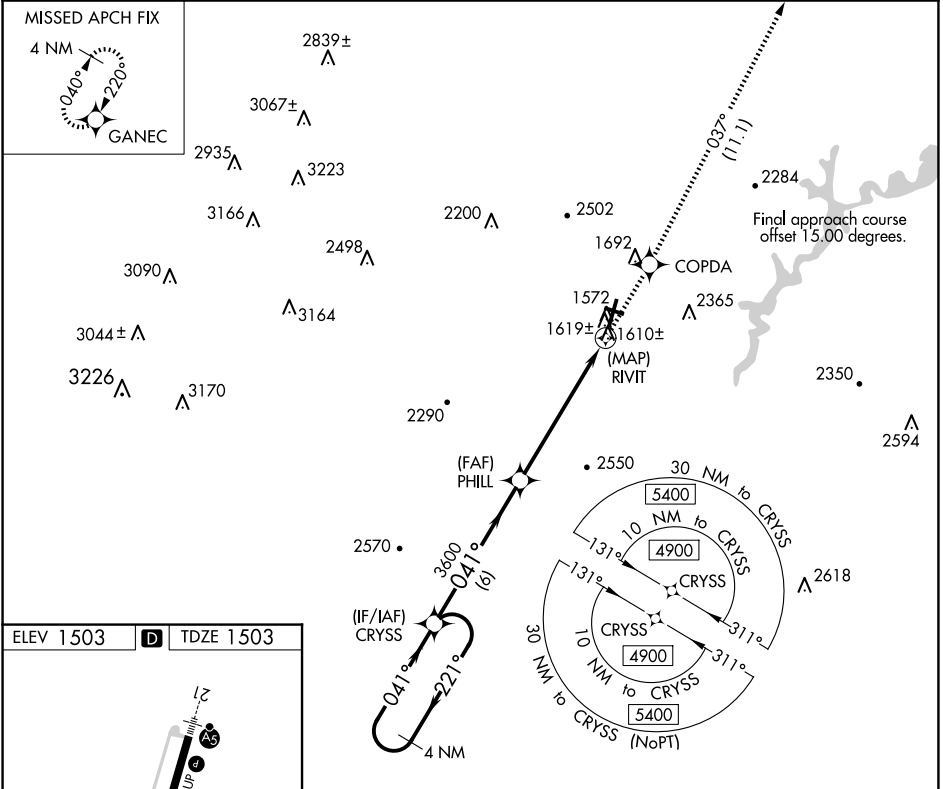 MISSED APCH FIX
4 NM
040°
220°
GANEC
2839±
3067±
2935
3223
3166
2200
2502
2498
3090
3164
3044±
3226
3170
037°
(11.1)
2284
Final approach course
offset 15.00 degrees.
1692
COPDA
1572
2365
1619±
1610±
(MAP)
RIVIT
2350
2290
2594
(FAF)
PHILL
2550
2570
3600
041°
(6)
(IF/IAF)
CRYSS
041°
221°
4 NM
30 NM to CRYSS
5400
10 NM to CRYSS
4900
131°
CRYSS
311°
2618
131°
CRYSS
311°
4900
10 NM to CRYSS
5400
30 NM to CRYSS (NoPT)
ELEV 1503
D
TDZE 1503
21
A5
P
UP